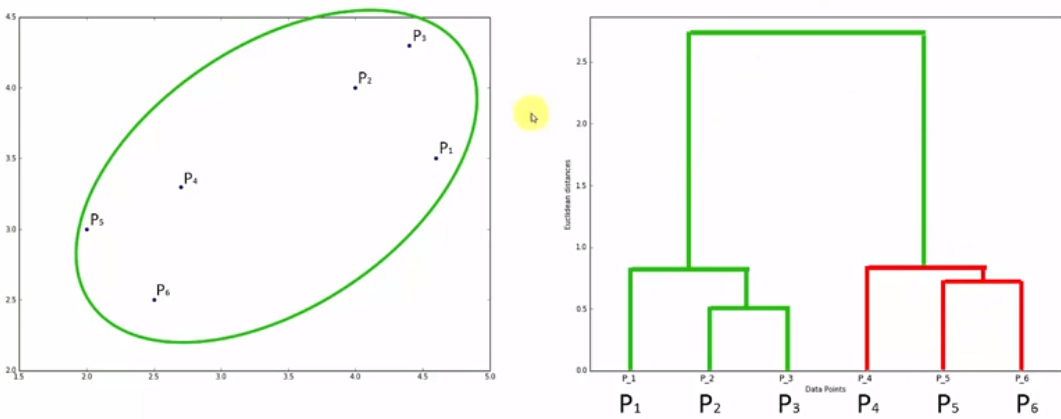 4.5
P3
4.0
P2
3.5
P1
P4
3.0
P5
2.5
P6
2.0
1.5 2.0 2.5 3.0 3.5 4.0 4.5 5.0
2.5
2.0
1.5
1.0
0.5
0.0
Euclidean distances
P_1 P_2 P_3 P_4 P_5 P_6
Data Points
P1 P2 P3 P4 P5 P6